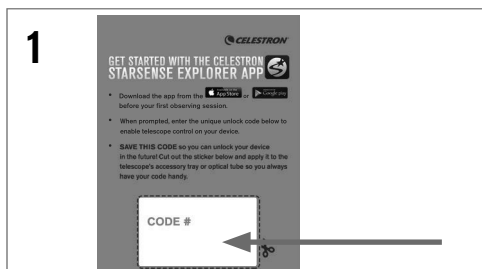 1
CELESTRON
GET STARTED WITH THE CELESTRON
STARSENSE EXPLORER APP
• Download the app from the App Store or Google play
before your first observing session.
• When prompted, enter the unique unlock code below to
enable telescope control on your device.
• SAVE THIS CODE so you can unlock your device
in the future! Cut out the sticker below and apply it to the
telescope's accessory tray or optical tube so you always
have your code handy.
CODE #